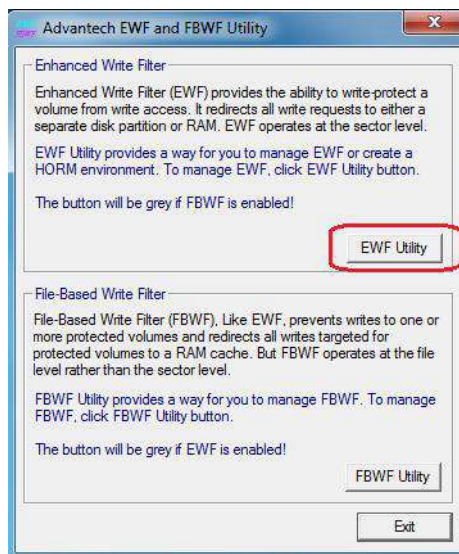 Advantech EWF and FBWF Utility
Enhanced Write Filter
Enhanced Write Filter (EWF) provides the ability to write-protect a
volume from write access. It redirects all write requests to either a
separate disk partition or RAM. EWF operates at the sector level.
EWF Utility provides a way for you to manage EWF or create a
HORM environment. To manage EWF, click EWF Utility button.
The button will be grey if FBWF is enabled!
EWF Utility
File-Based Write Filter
File-Based Write Filter (FBWF), Like EWF, prevents writes to one or
more protected volumes and redirects all writes targeted for
protected volumes to a RAM cache. But FBWF operates at the file
level rather than the sector level.
FBWF Utility provides a way for you to manage FBWF. To manage
FBWF, click FBWF Utility button.
The button will be grey if EWF is enabled!
FBWF Utility
Exit